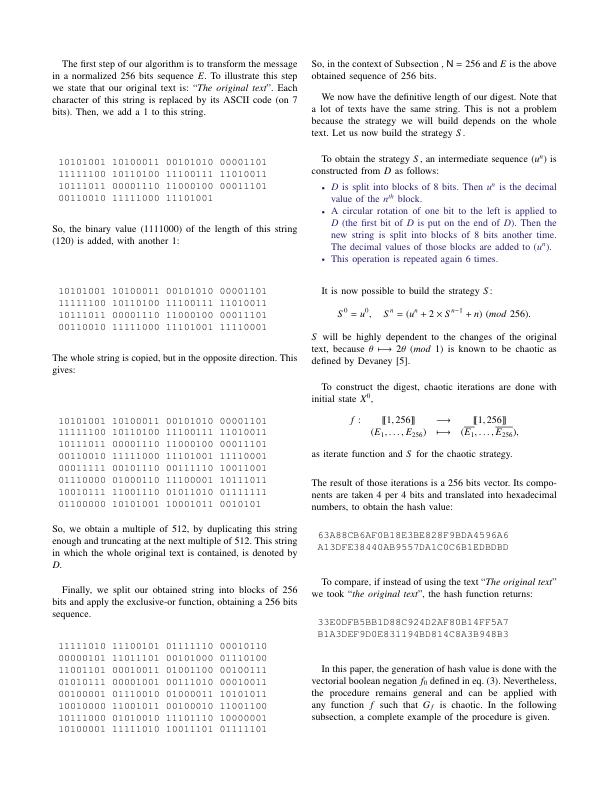 The first step of our algorithm is to transform the message
in a normalized 256 bits sequence E. To illustrate this step
we state that our original text is: “The original text”. Each
character of this string is replaced by its ASCII code (on 7
bits). Then, we add a 1 to this string.
10101001 10100011 00101010 00001101
11111100 10110100 11100111 11010011
10111011 00001110 11000100 00011101
00110010 11111000 11101001
So, the binary value (1111000) of the length of this string
(120) is added, with another 1:
10101001 10100011 00101010 00001101
11111100 10110100 11100111 11010011
10111011 00001110 11000100 00011101
00110010 11111000 11101001 11110001
The whole string is copied, but in the opposite direction. This
gives:
10101001 10100011 00101010 00001101
11111100 10110100 11100111 11010011
10111011 00001110 11000100 00011101
00110010 11111000 11101001 11110001
00011111 00101110 00111110 10011001
01110000 01000110 11100001 10111011
10010111 11001110 01011010 01111111
01100000 10101001 10001011 0010101
So, we obtain a multiple of 512, by duplicating this string
enough and truncating at the next multiple of 512. This string
in which the whole original text is contained, is denoted by
D.
Finally, we split our obtained string into blocks of 256
bits and apply the exclusive-or function, obtaining a 256 bits
sequence.
11111010 11100101 01111110 00010110
00000101 11011101 00101000 01110100
11001101 00010011 01001100 00100111
01010111 00001001 00111010 00010011
00100001 01110010 01000011 10101011
10010000 11001011 00100010 11001100
10111000 01010010 11101110 10000001
10100001 11111010 10011101 01111101
So, in the context of Subsection , N = 256 and E is the above
obtained sequence of 256 bits.
We now have the definitive length of our digest. Note that
a lot of texts have the same string. This is not a problem
because the strategy we will build depends on the whole
text. Let us now build the strategy S.
To obtain the strategy S, an intermediate sequence (uⁿ) is
constructed from D as follows:
• D is split into blocks of 8 bits. Then uⁿ is the decimal
value of the nᵗʰ block.
• A circular rotation of one bit to the left is applied to
D (the first bit of D is put on the end of D). Then the
new string is split into blocks of 8 bits another time.
The decimal values of those blocks are added to (uⁿ).
• This operation is repeated again 6 times.
It is now possible to build the strategy S:
S⁰ = u⁰, Sⁿ = (uⁿ + 2 × Sⁿ⁻¹ + n) (mod 256).
S will be highly dependent to the changes of the original
text, because θ ⟼ 2θ (mod 1) is known to be chaotic as
defined by Devaney [5].
To construct the digest, chaotic iterations are done with
initial state X⁰,
f : ⟦1, 256⟧ ⟶ ⟦1, 256⟧
(E₁, . . . , E₂₅₆) ⟼ (E̅₁, . . . , E̅₂₅₆),
as iterate function and S for the chaotic strategy.
The result of those iterations is a 256 bits vector. Its compo-
nents are taken 4 per 4 bits and translated into hexadecimal
numbers, to obtain the hash value:
63A88CB6AF0B18E3BE828F9BDA4596A6
A13DFE38440AB9557DA1C0C6B1EDBDBD
To compare, if instead of using the text “The original text”
we took “the original text”, the hash function returns:
33E0DFB5BB1D88C924D2AF80B14FF5A7
B1A3DEF9D0E831194BD814C8A3B948B3
In this paper, the generation of hash value is done with the
vectorial boolean negation f₀ defined in eq. (3). Nevertheless,
the procedure remains general and can be applied with
any function f such that G_f is chaotic. In the following
subsection, a complete example of the procedure is given.